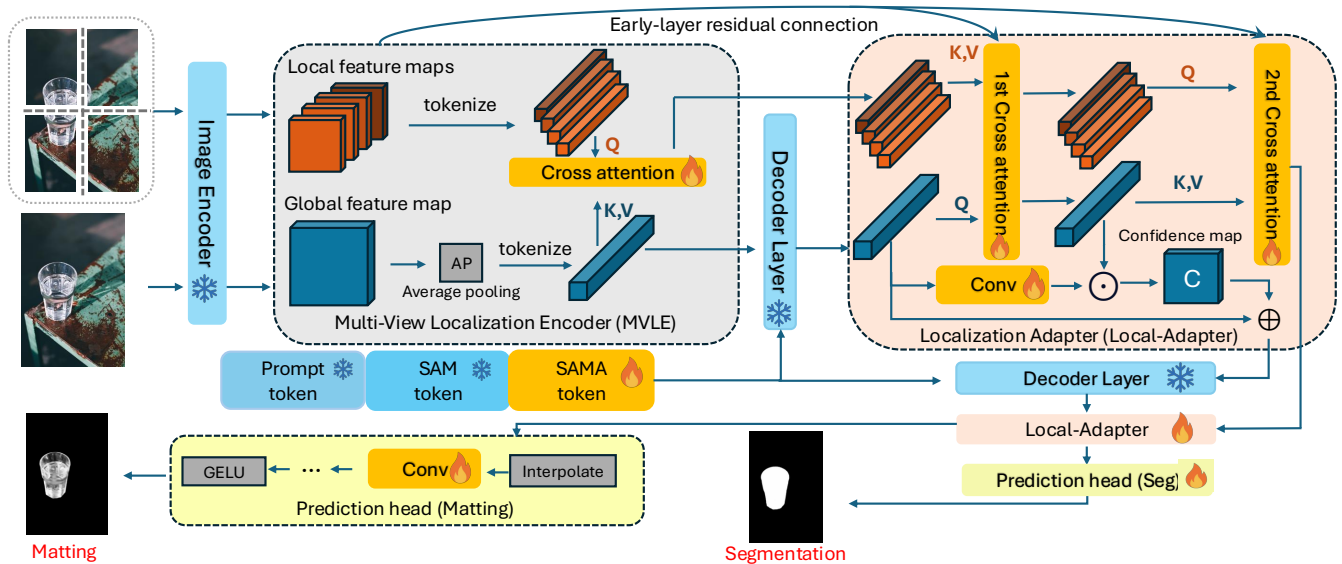 Early-layer residual connection
Image Encoder
Local feature maps
tokenize
Q
Cross attention
K,V
Global feature map
AP
Average pooling
tokenize
Multi-View Localization Encoder (MVLE)
Decoder Layer
K,V
1st Cross attention
Q
2nd Cross attention
Q
K,V
Confidence map
Conv
C
Localization Adapter (Local-Adapter)
Prompt
token
SAM
token
SAMA
token
Decoder Layer
Local-Adapter
Prediction head (Seg)
GELU
...
Conv
Interpolate
Prediction head (Matting)
Matting
Segmentation